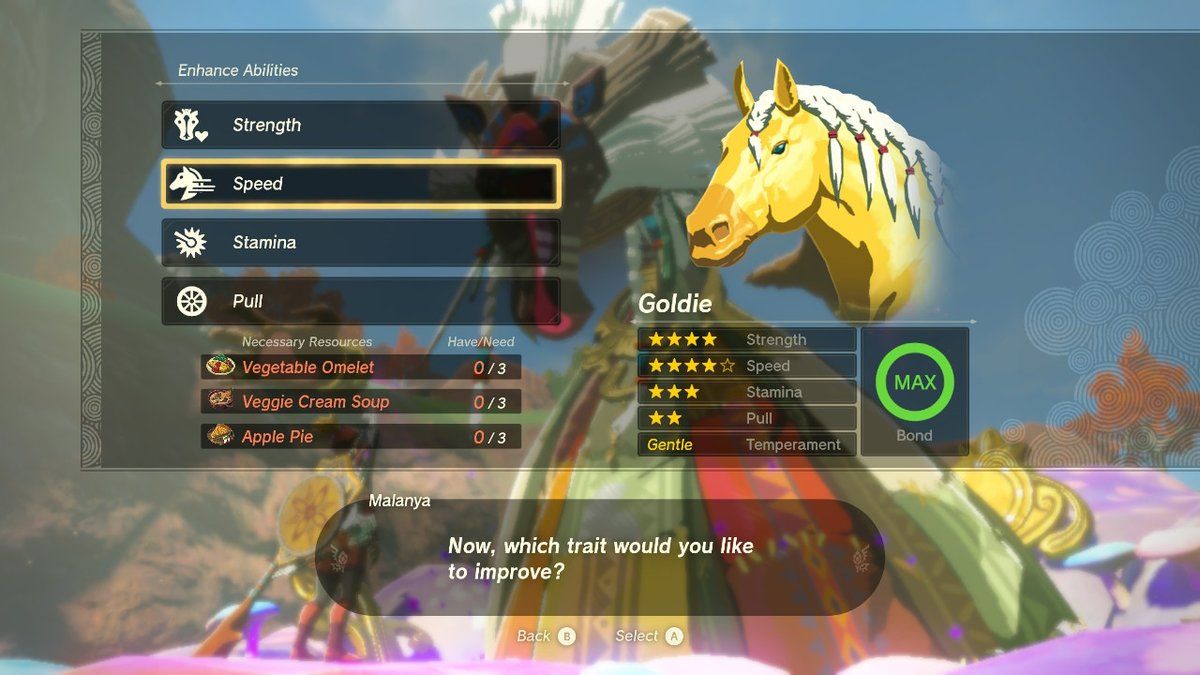 Enhance Abilities
Strength
Speed
Stamina
Pull
Necessary Resources Have/Need
Vegetable Omelet 0 / 3
Veggie Cream Soup 0 / 3
Apple Pie 0 / 3
Goldie
Strength
Speed
Stamina
Pull
Gentle Temperament
MAX
Bond
Malanya
Now, which trait would you like
to improve?
Back B Select A